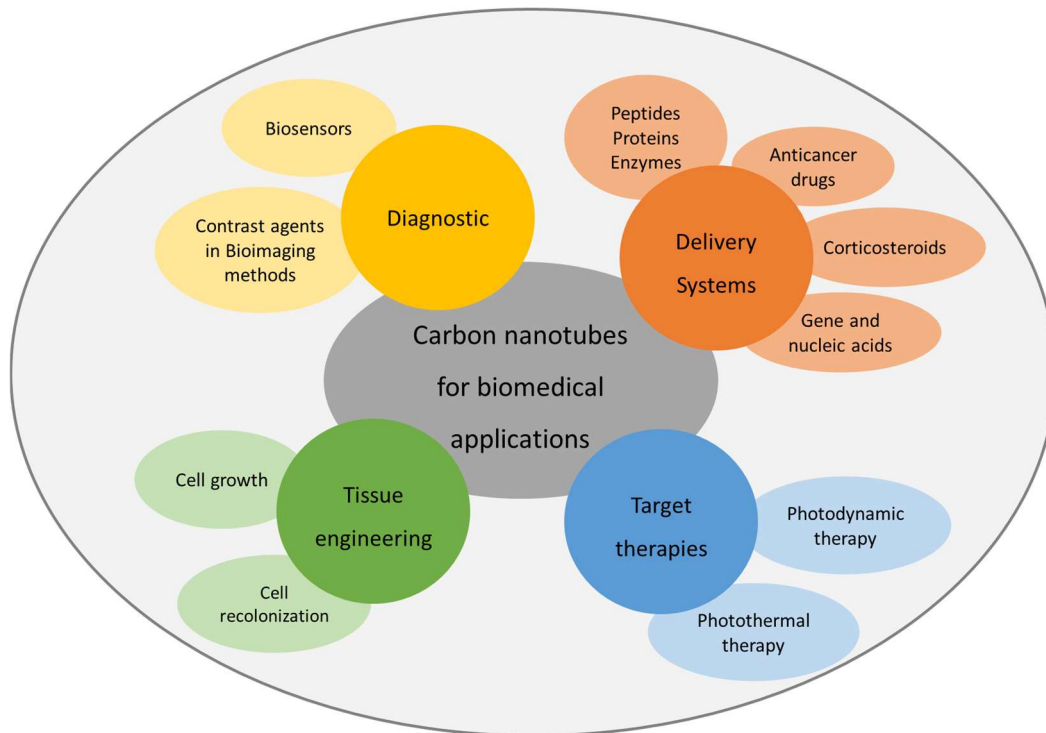 Biosensors
Contrast agents
in Bioimaging
methods
Diagnostic
Peptides
Proteins
Enzymes
Anticancer
drugs
Corticosteroids
Gene and
nucleic acids
Delivery
Systems
Carbon nanotubes
for biomedical
applications
Cell growth
Cell
recolonization
Tissue
engineering
Target
therapies
Photodynamic
therapy
Photothermal
therapy